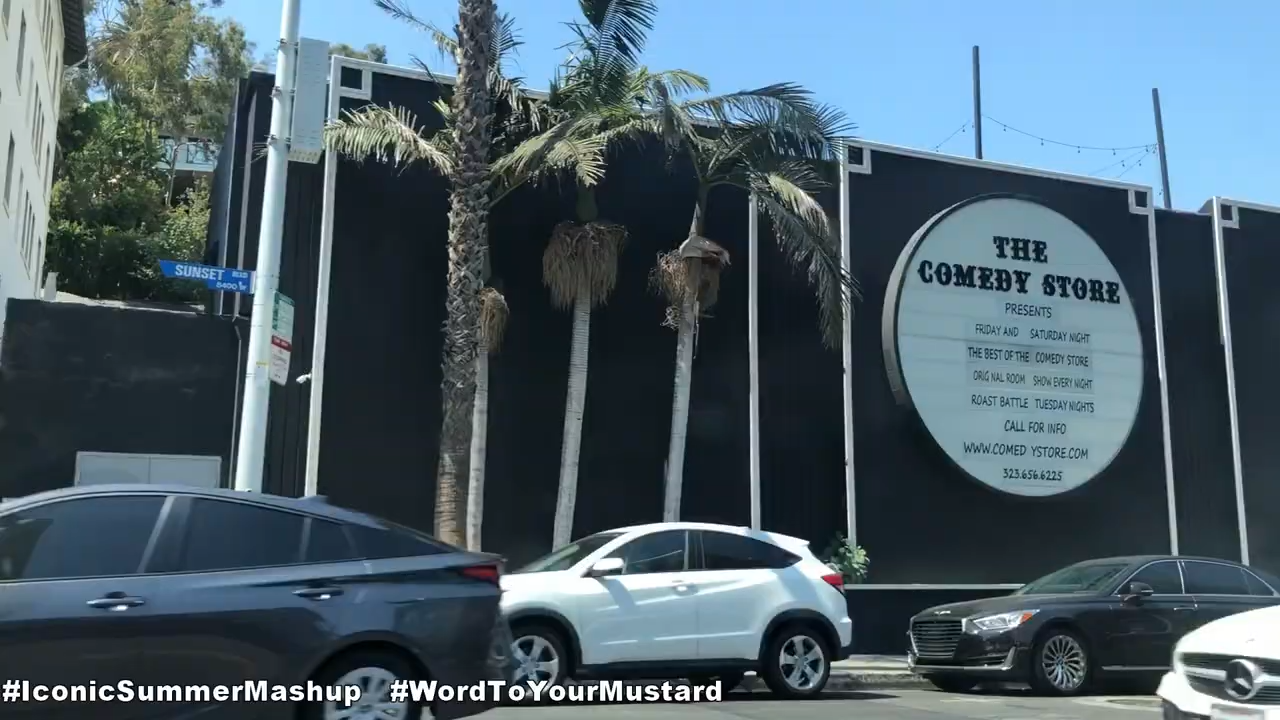 SUNSET BLVD
8400 W
THE
COMEDY STORE
PRESENTS
FRIDAY AND SATURDAY NIGHT
THE BEST OF THE COMEDY STORE
ORIG NAL ROOM SHOW EVERY NIGHT
ROAST BATTLE TUESDAY NIGHTS
CALL FOR INFO
WWW.COMED YSTORE.COM
323.656.6225
#IconicSummerMashup #WordToYourMustard